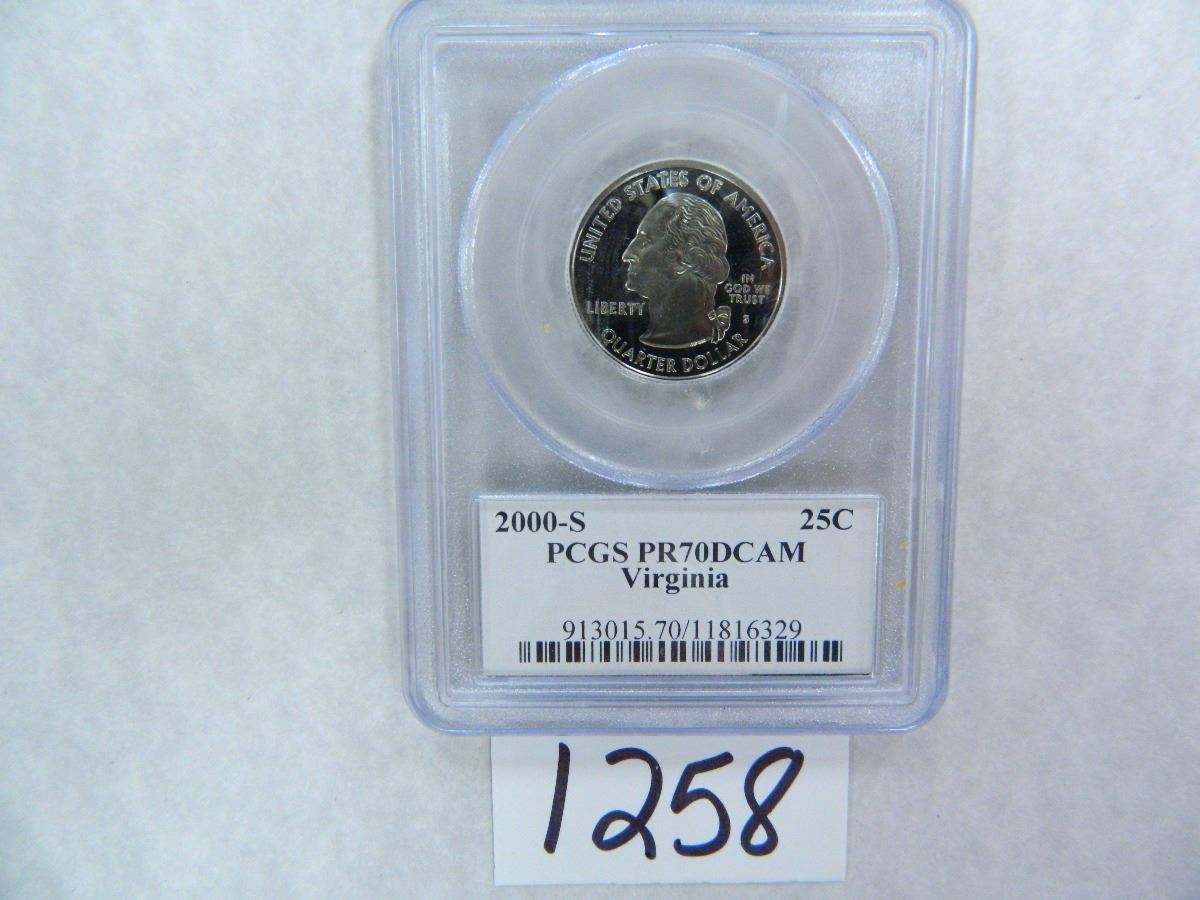 UNITED STATES OF AMERICA
IN
GOD WE
TRUST
LIBERTY
S
QUARTER DOLLAR
2000-S 25C
PCGS PR70DCAM
Virginia
913015.70/11816329
1258